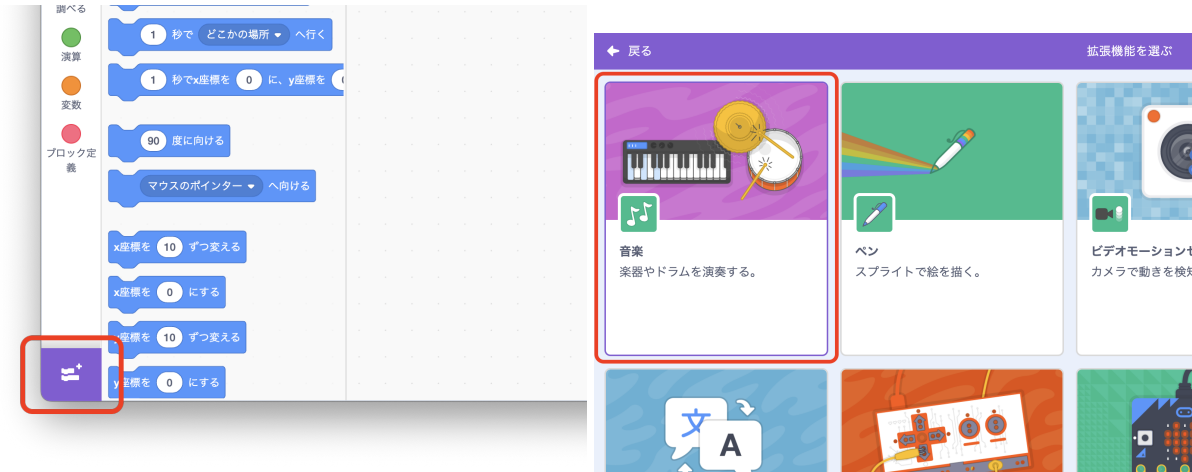 調べる
演算
変数
ブロック定
義
1 秒で どこかの場所 へ行く
1 秒でx座標を 0 に、y座標を
90 度に向ける
マウスのポインター へ向ける
x座標を 10 ずつ変える
x座標を 0 にする
y座標を 10 ずつ変える
y座標を 0 にする
戻る
拡張機能を選ぶ
音楽
楽器やドラムを演奏する。
ペン
スプライトで絵を描く。
ビデオモーション
カメラで動きを検
文
A